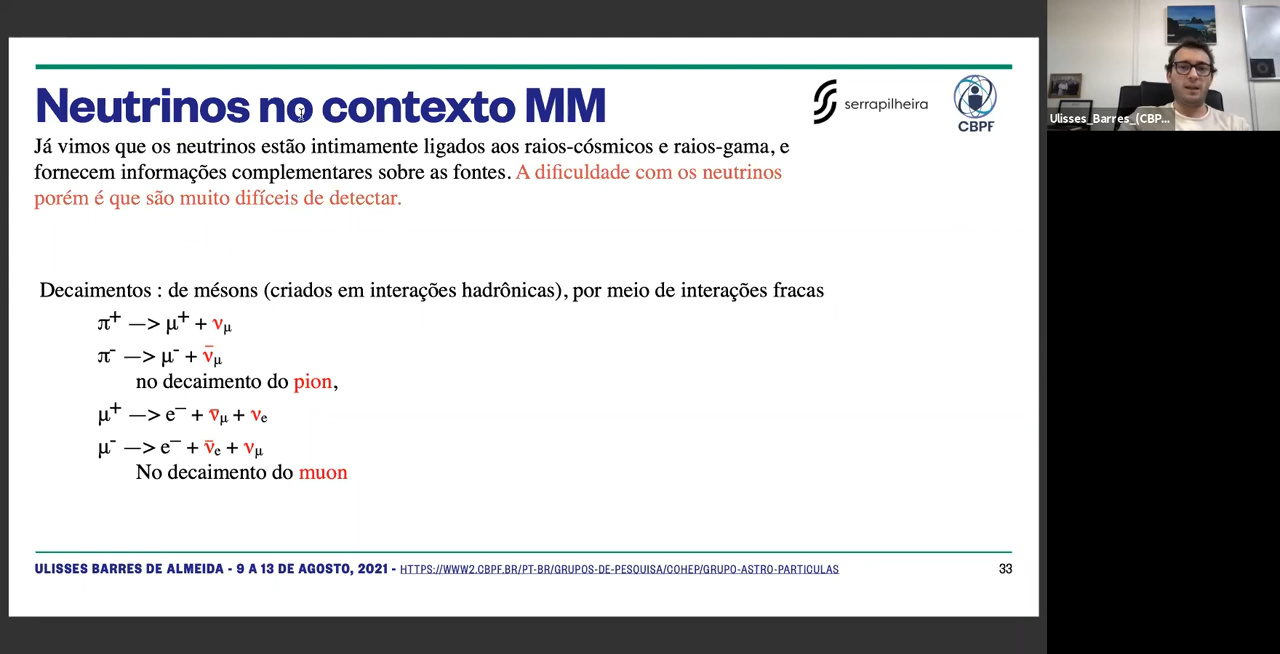 Neutrinos no contexto MM
serrapilheira
CBPF
Já vimos que os neutrinos estão intimamente ligados aos raios-cósmicos e raios-gama, e
fornecem informações complementares sobre as fontes. A dificuldade com os neutrinos
porém é que são muito difíceis de detectar.
Decaimentos : de mésons (criados em interações hadrônicas), por meio de interações fracas
π⁺ —> μ⁺ + νμ
π⁻ —> μ⁻ + ν̄μ
no decaimento do pion,
μ⁺ —> e⁻ + ν̄μ + νe
μ⁻ —> e⁻ + ν̄e + νμ
No decaimento do muon
ULISSES BARRES DE ALMEIDA - 9 A 13 DE AGOSTO, 2021 - HTTPS://WWW2.CBPF.BR/PT-BR/GRUPOS-DE-PESQUISA/COHEP/GRUPO-ASTRO-PARTICULAS
33
Ulisses_Barres_(CBP...